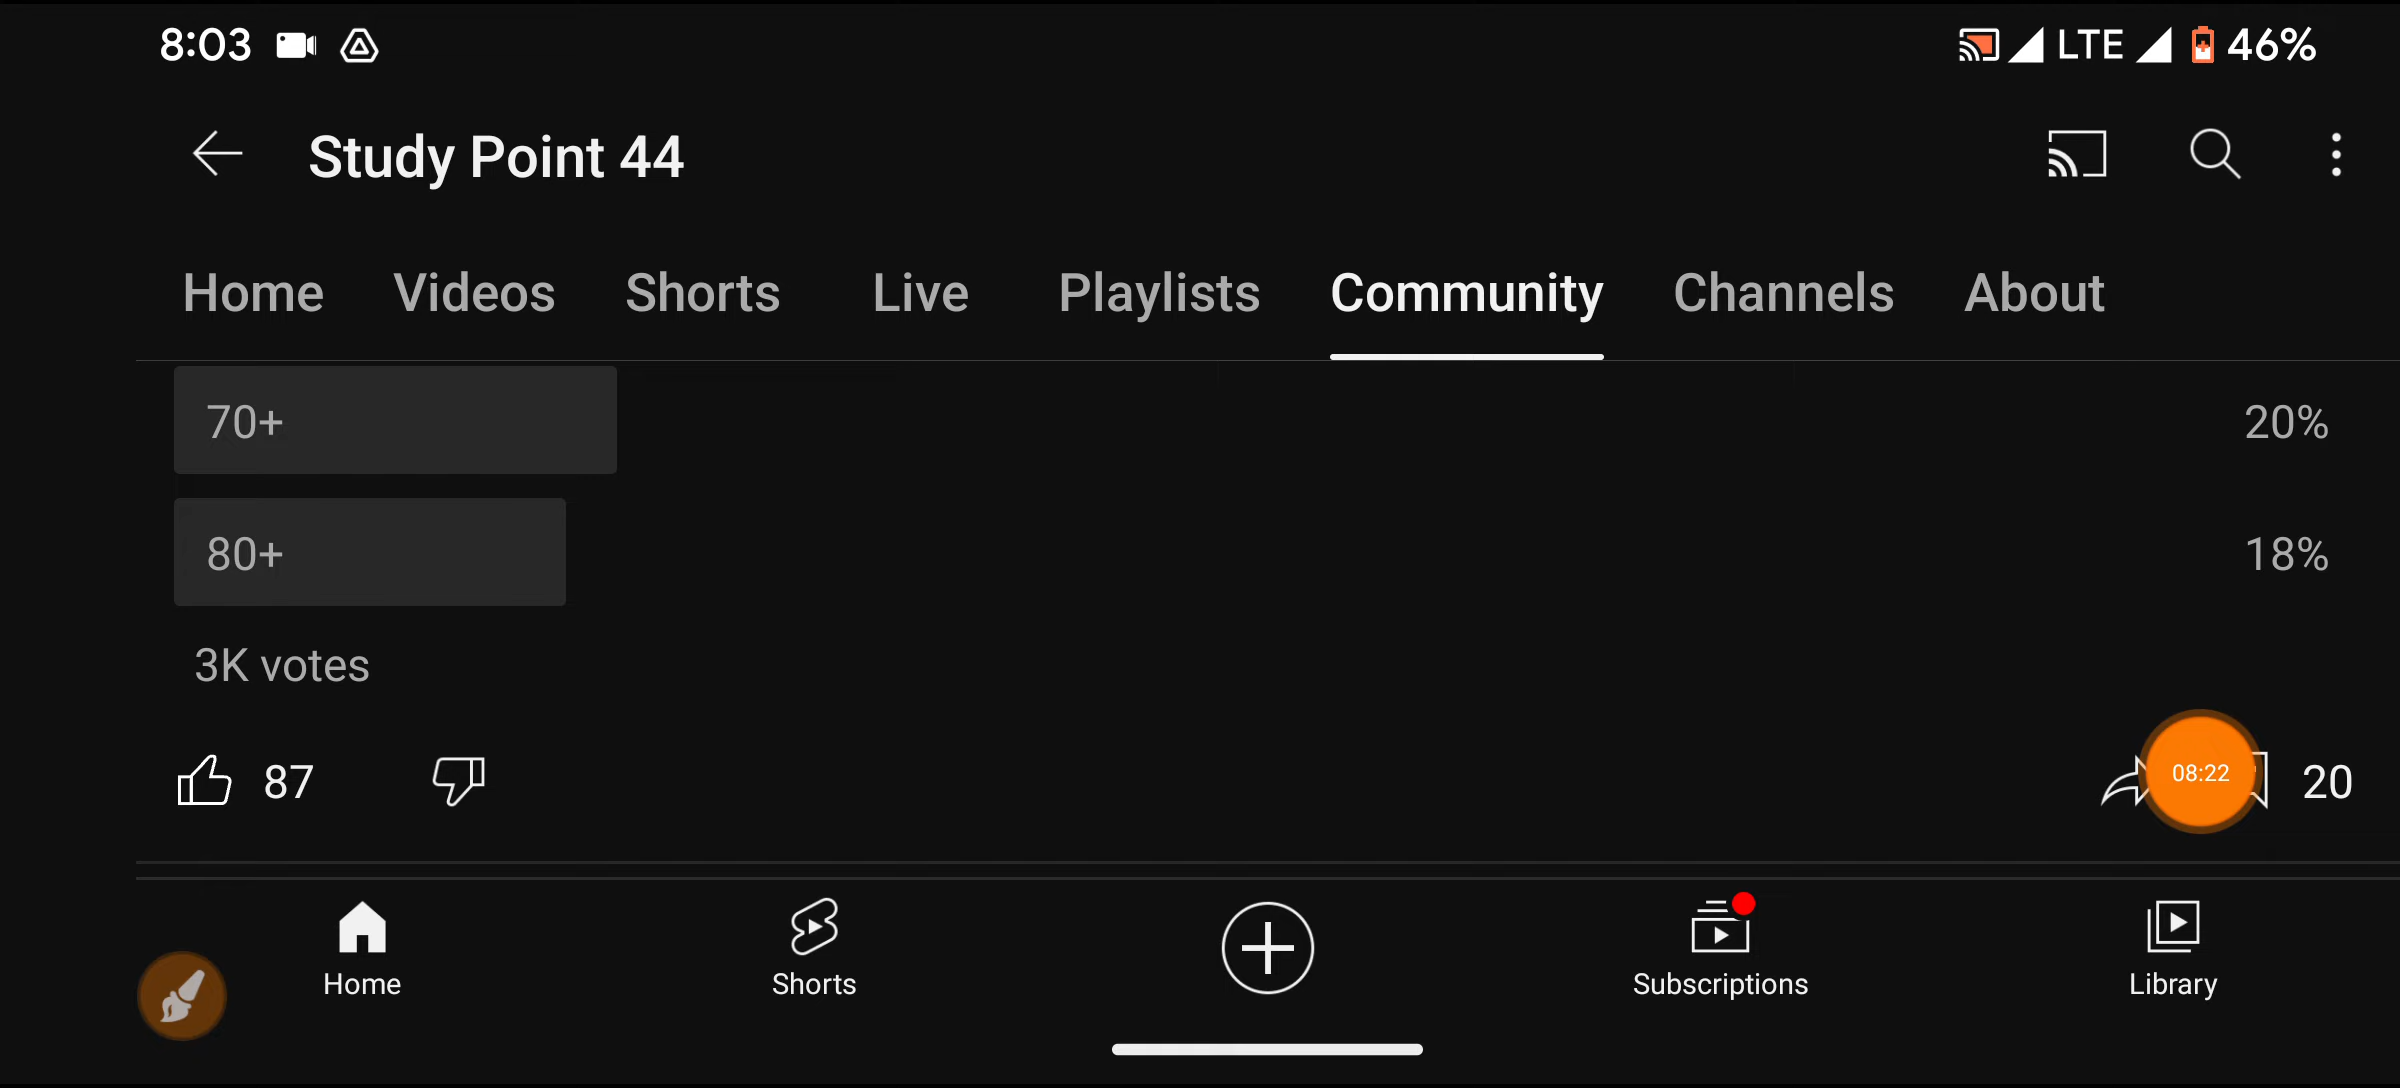 8:03 LTE 46%
Study Point 44
Home Videos Shorts Live Playlists Community Channels About
70+ 20%
80+ 18%
3K votes
87 08:22 20
Home Shorts Subscriptions Library